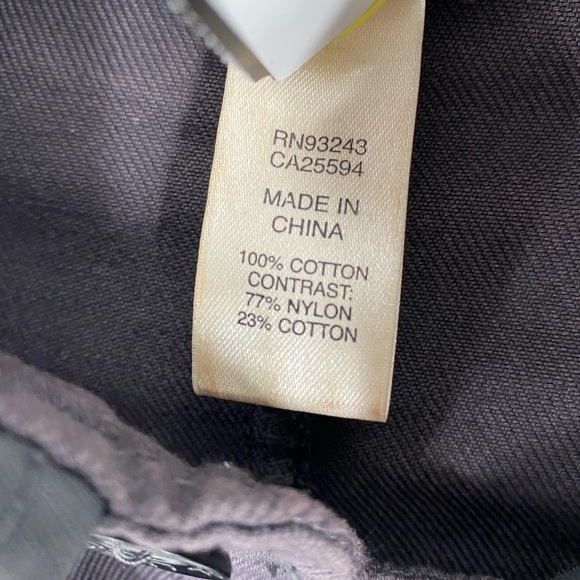 RN93243
CA25594
MADE IN
CHINA
100% COTTON
CONTRAST:
77% NYLON
23% COTTON